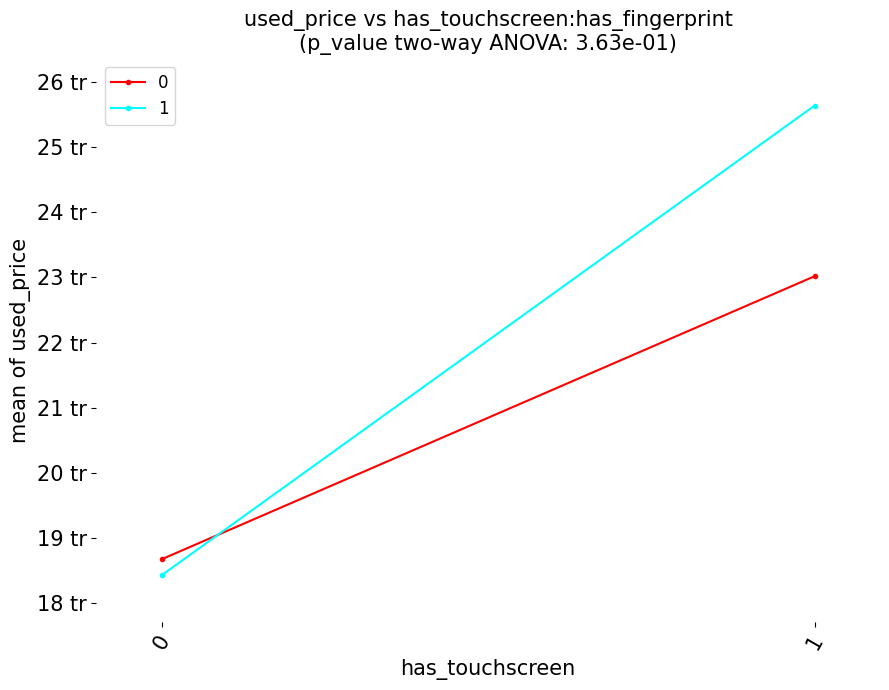 used_price vs has_touchscreen:has_fingerprint
(p_value two-way ANOVA: 3.63e-01)
0
1
26 tr
25 tr
24 tr
23 tr
22 tr
21 tr
20 tr
19 tr
18 tr
mean of used_price
0
1
has_touchscreen